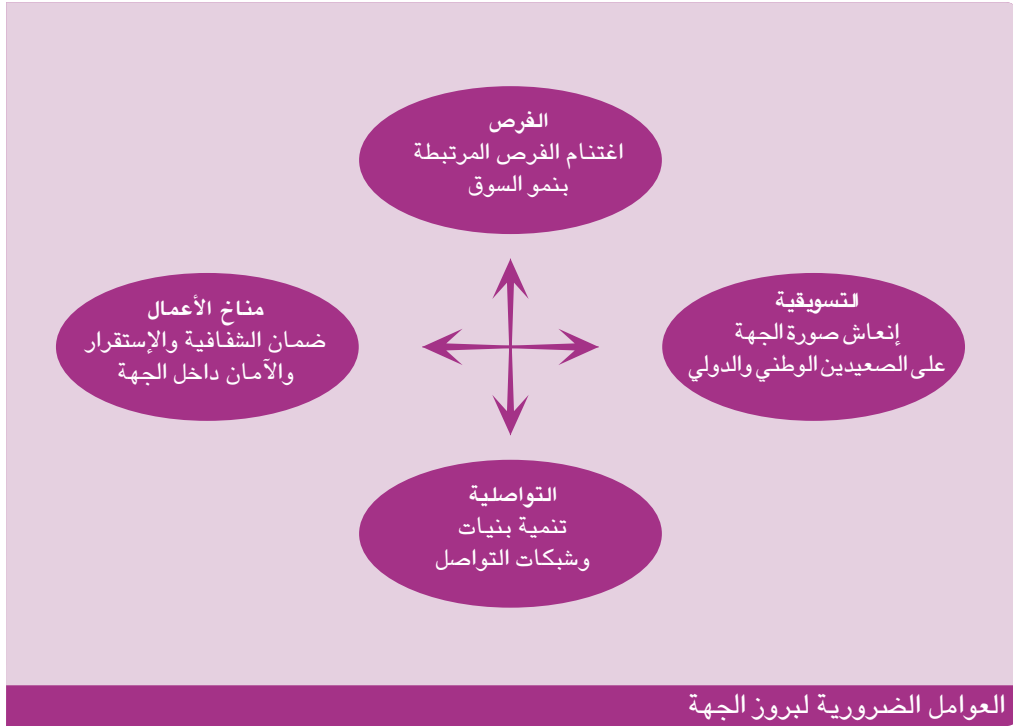 الفرص
اغتنام الفرص المرتبطة
بنمو السوق
التسويقية
إنعاش صورة الجهة
على الصعيدين الوطني والدولي
مناخ الأعمال
ضمان الشفافية والإستقرار
والآمان داخل الجهة
التواصلية
تنمية بنيات
وشبكات التواصل
العوامل الضرورية لبروز الجهة